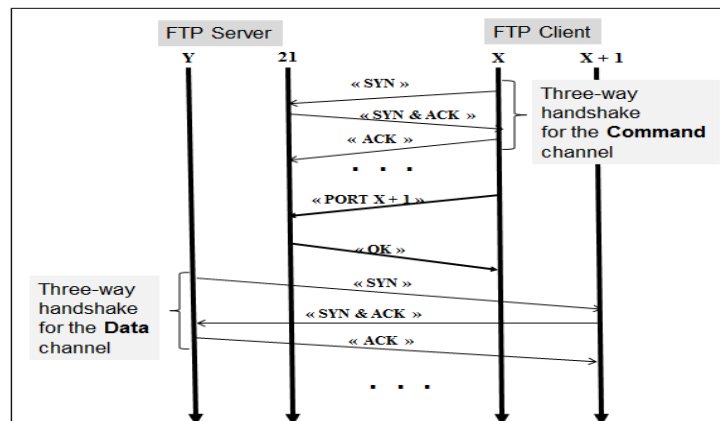 FTP Server
FTP Client
Y
21
X
X + 1
« SYN »
« SYN & ACK »
« ACK »
Three-way
handshake
for the Command
channel
. . .
« PORT X + 1 »
« OK »
Three-way
handshake
for the Data
channel
« SYN »
« SYN & ACK »
« ACK »
. . .